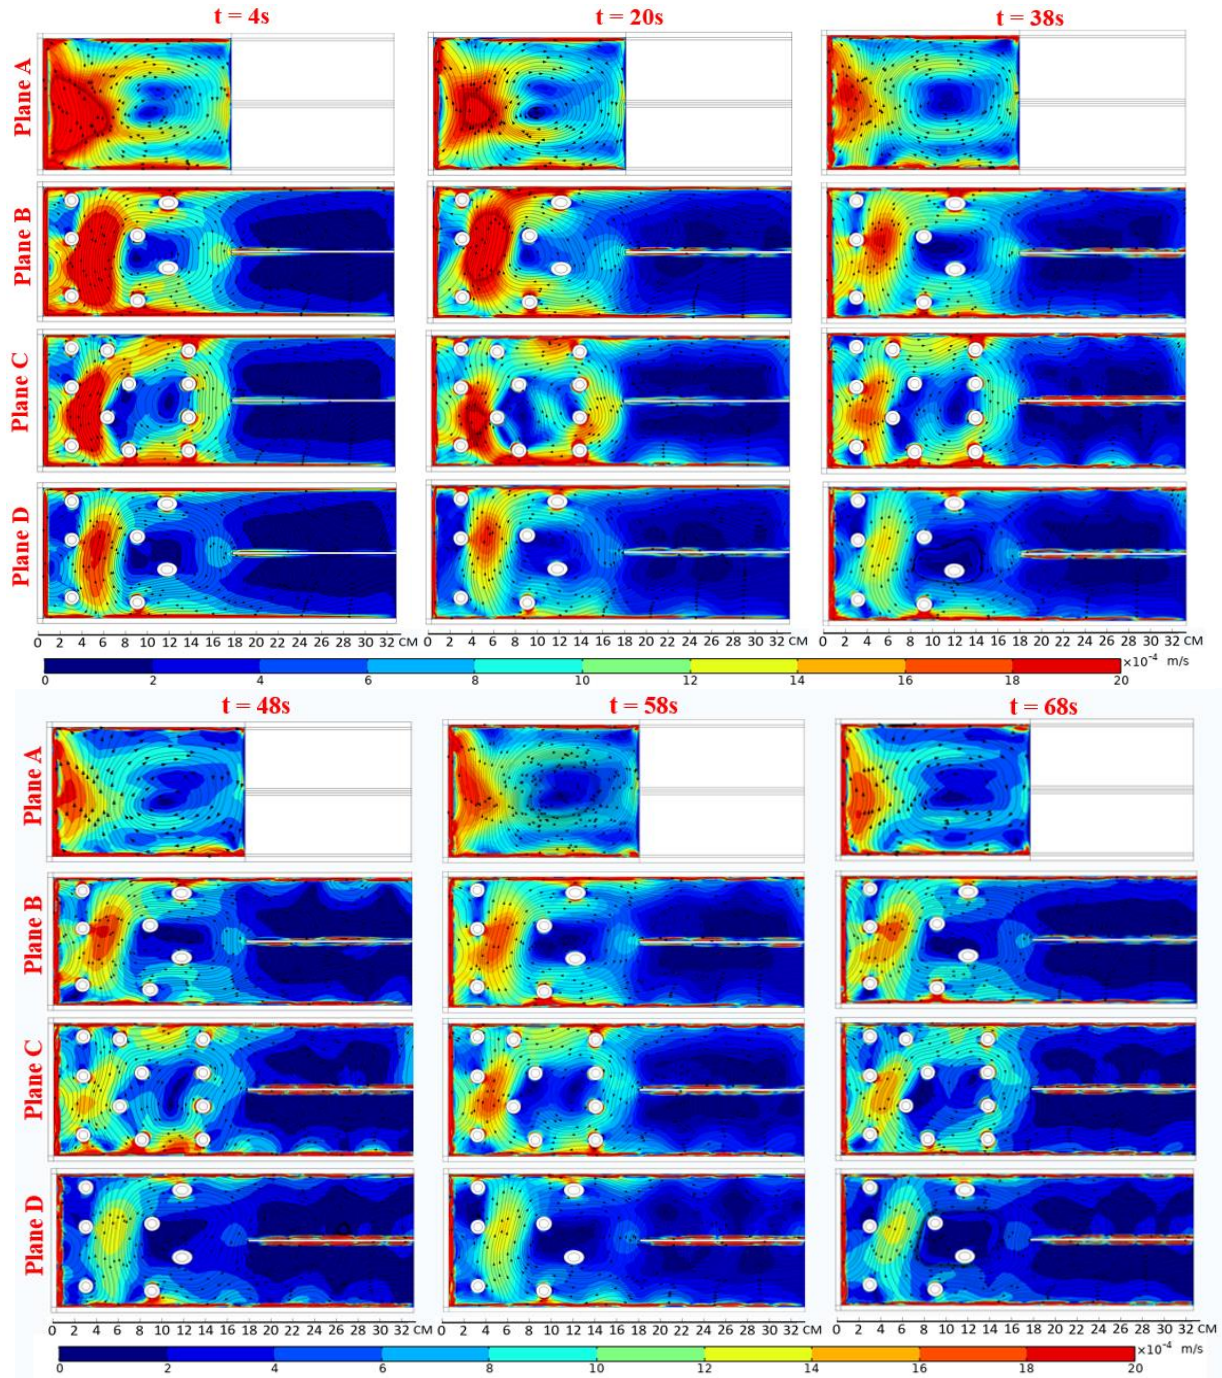 t = 4s t = 20s t = 38s
Plane A
Plane B
Plane C
Plane D
0 2 4 6 8 10 12 14 16 18 20 22 24 26 28 30 32 CM 0 2 4 6 8 10 12 14 16 18 20 22 24 26 28 30 32 CM 0 2 4 6 8 10 12 14 16 18 20 22 24 26 28 30 32 CM
0 2 4 6 8 10 12 14 16 18 20 ×10⁻⁴ m/s
t = 48s t = 58s t = 68s
Plane A
Plane B
Plane C
Plane D
0 2 4 6 8 10 12 14 16 18 20 22 24 26 28 30 32 CM 0 2 4 6 8 10 12 14 16 18 20 22 24 26 28 30 32 CM 0 2 4 6 8 10 12 14 16 18 20 22 24 26 28 30 32 CM
0 2 4 6 8 10 12 14 16 18 20 ×10⁻⁴ m/s